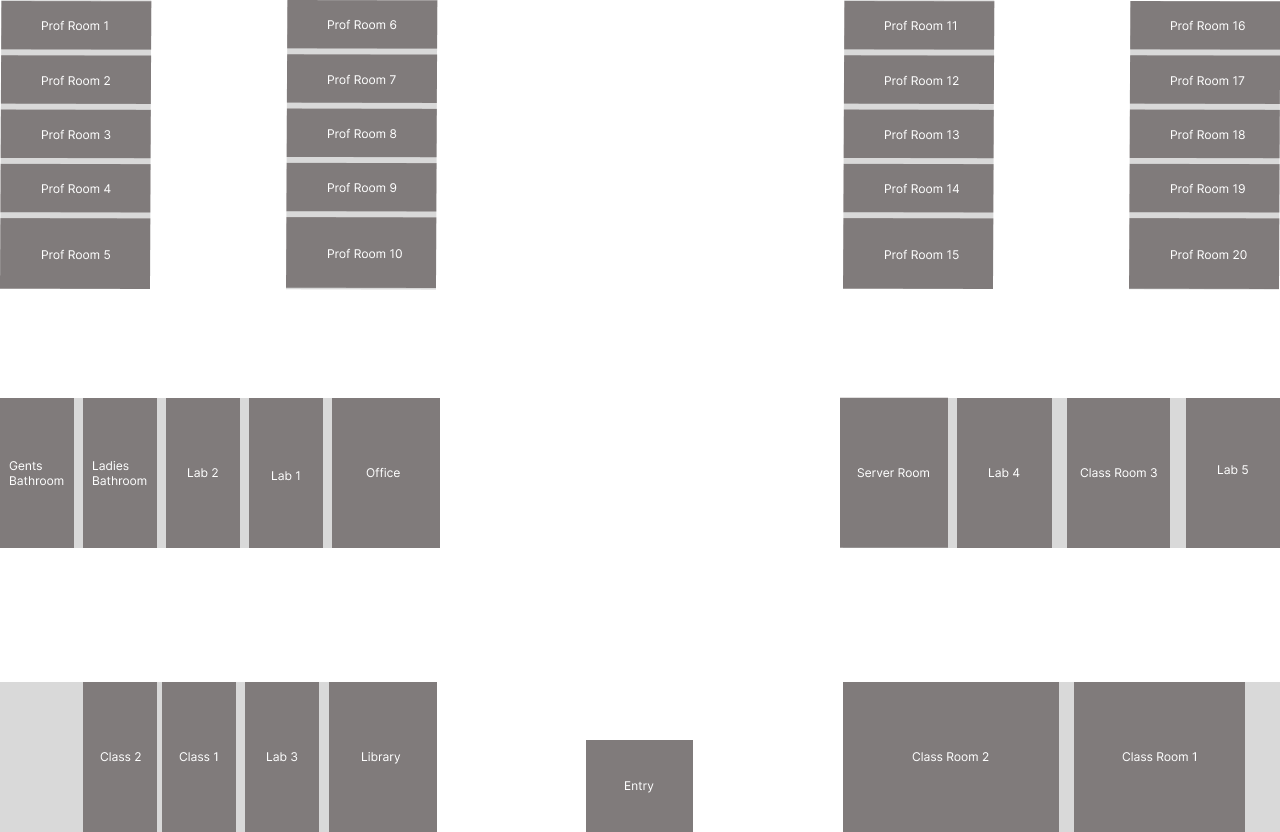 Prof Room 1
Prof Room 2
Prof Room 3
Prof Room 4
Prof Room 5
Prof Room 6
Prof Room 7
Prof Room 8
Prof Room 9
Prof Room 10
Prof Room 11
Prof Room 12
Prof Room 13
Prof Room 14
Prof Room 15
Prof Room 16
Prof Room 17
Prof Room 18
Prof Room 19
Prof Room 20
Gents
Bathroom
Ladies
Bathroom
Lab 2
Lab 1
Office
Server Room
Lab 4
Class Room 3
Lab 5
Class 2
Class 1
Lab 3
Library
Entry
Class Room 2
Class Room 1